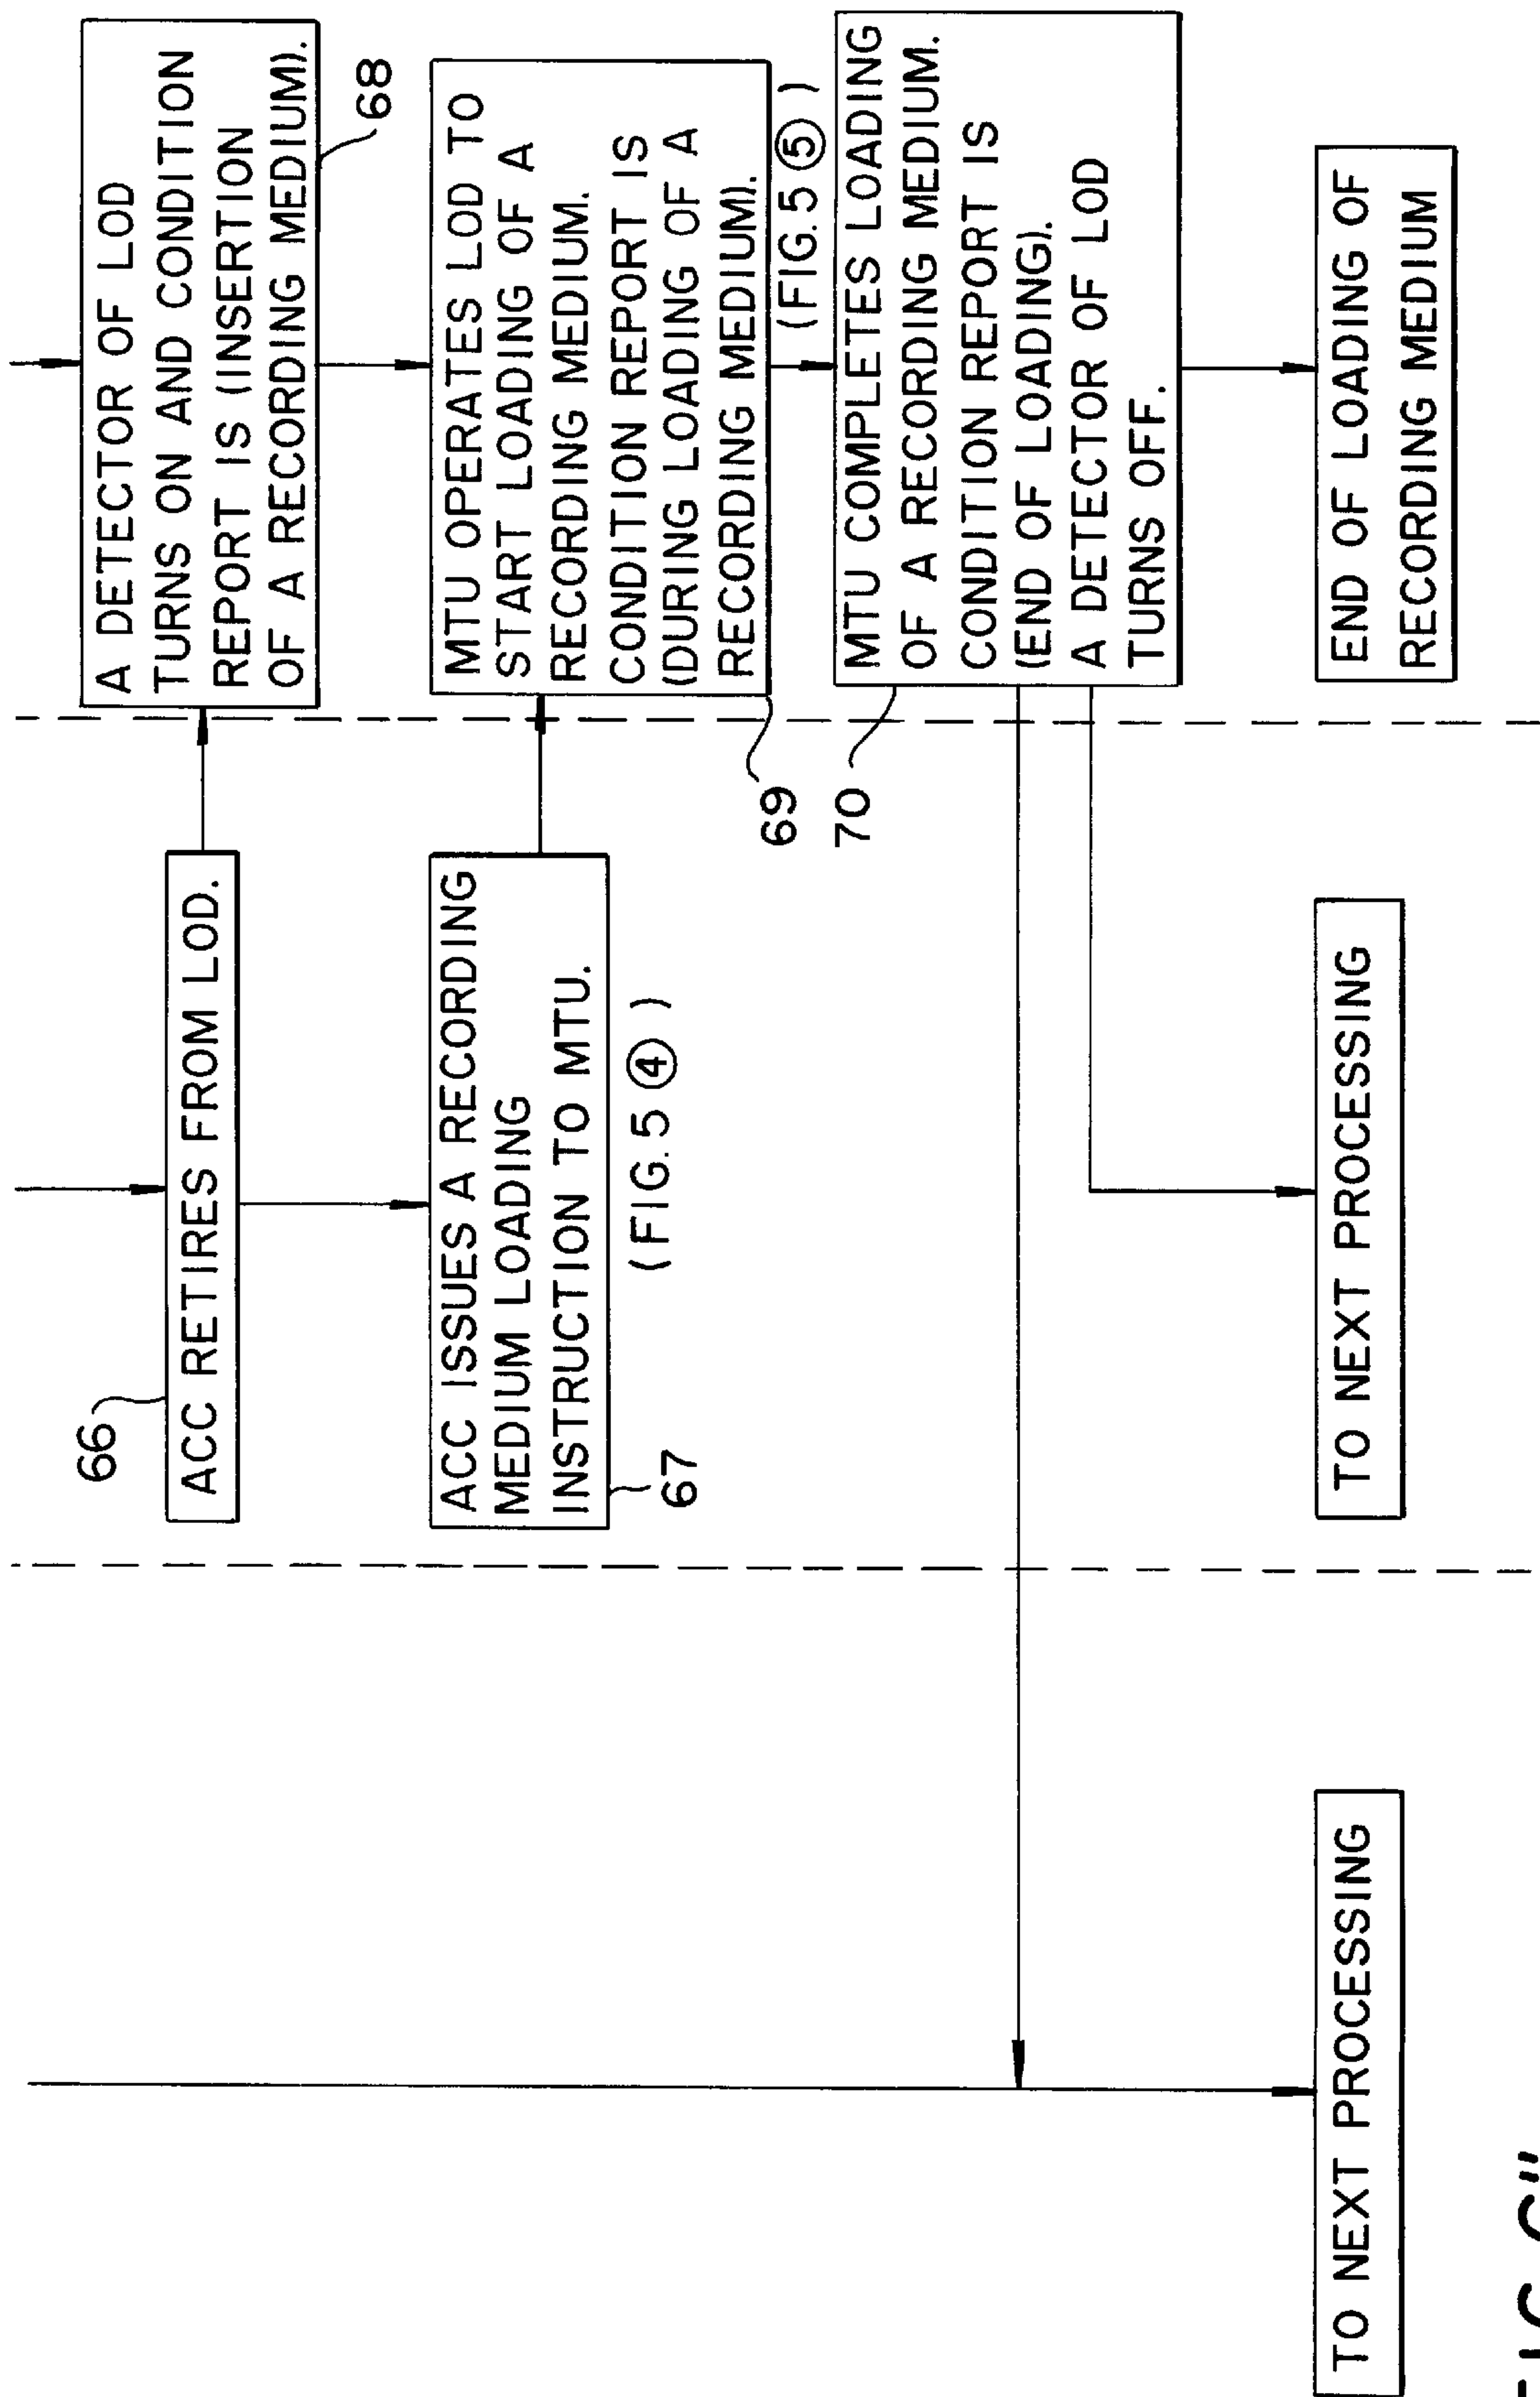 66
ACC RETIRES FROM LOD.
A DETECTOR OF LOD
TURNS ON AND CONDITION
REPORT IS (INSERTION
OF A RECORDING MEDIUM).
68
ACC ISSUES A RECORDING
MEDIUM LOADING
INSTRUCTION TO MTU.
67
(FIG. 5 ④ )
MTU OPERATES LOD TO
START LOADING OF A
RECORDING MEDIUM.
CONDITION REPORT IS
(DURING LOADING OF A
RECORDING MEDIUM).
69
(FIG. 5 ⑤ )
70
MTU COMPLETES LOADING
OF A RECORDING MEDIUM.
CONDITION REPORT IS
(END OF LOADING).
A DETECTOR OF LOD
TURNS OFF.
TO NEXT PROCESSING
TO NEXT PROCESSING
END OF LOADING OF
RECORDING MEDIUM